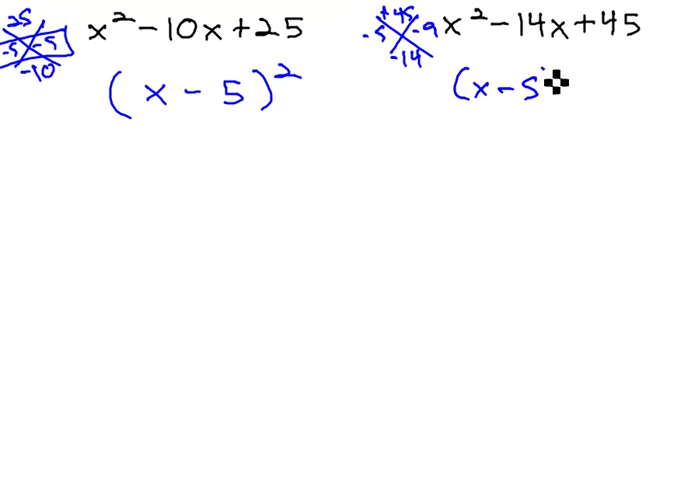 25
-5 -5
-10
x² - 10x + 25
(x - 5)²
+45
-5 -9
-14
x² - 14x + 45
(x - 5